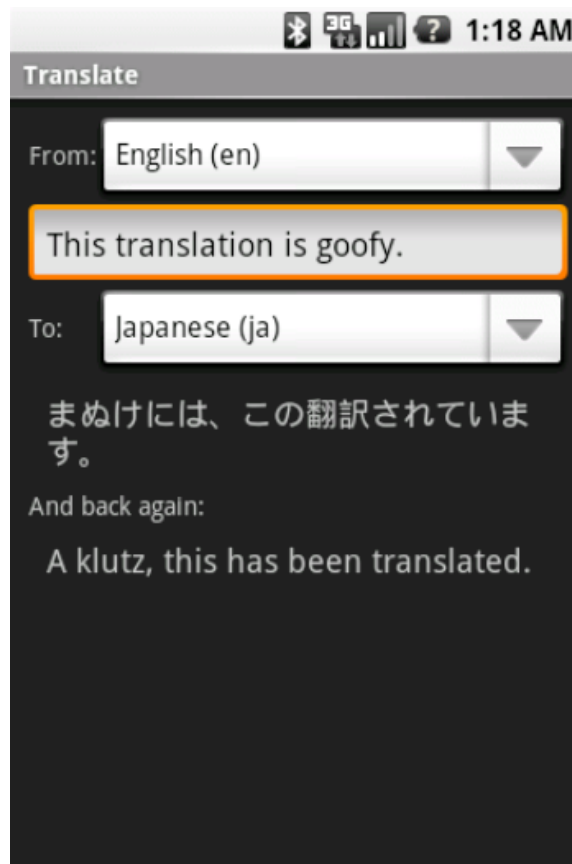 3G 1:18 AM
Translate
From: English (en)
This translation is goofy.
To: Japanese (ja)
まぬけには、この翻訳されていま
す。
And back again:
A klutz, this has been translated.